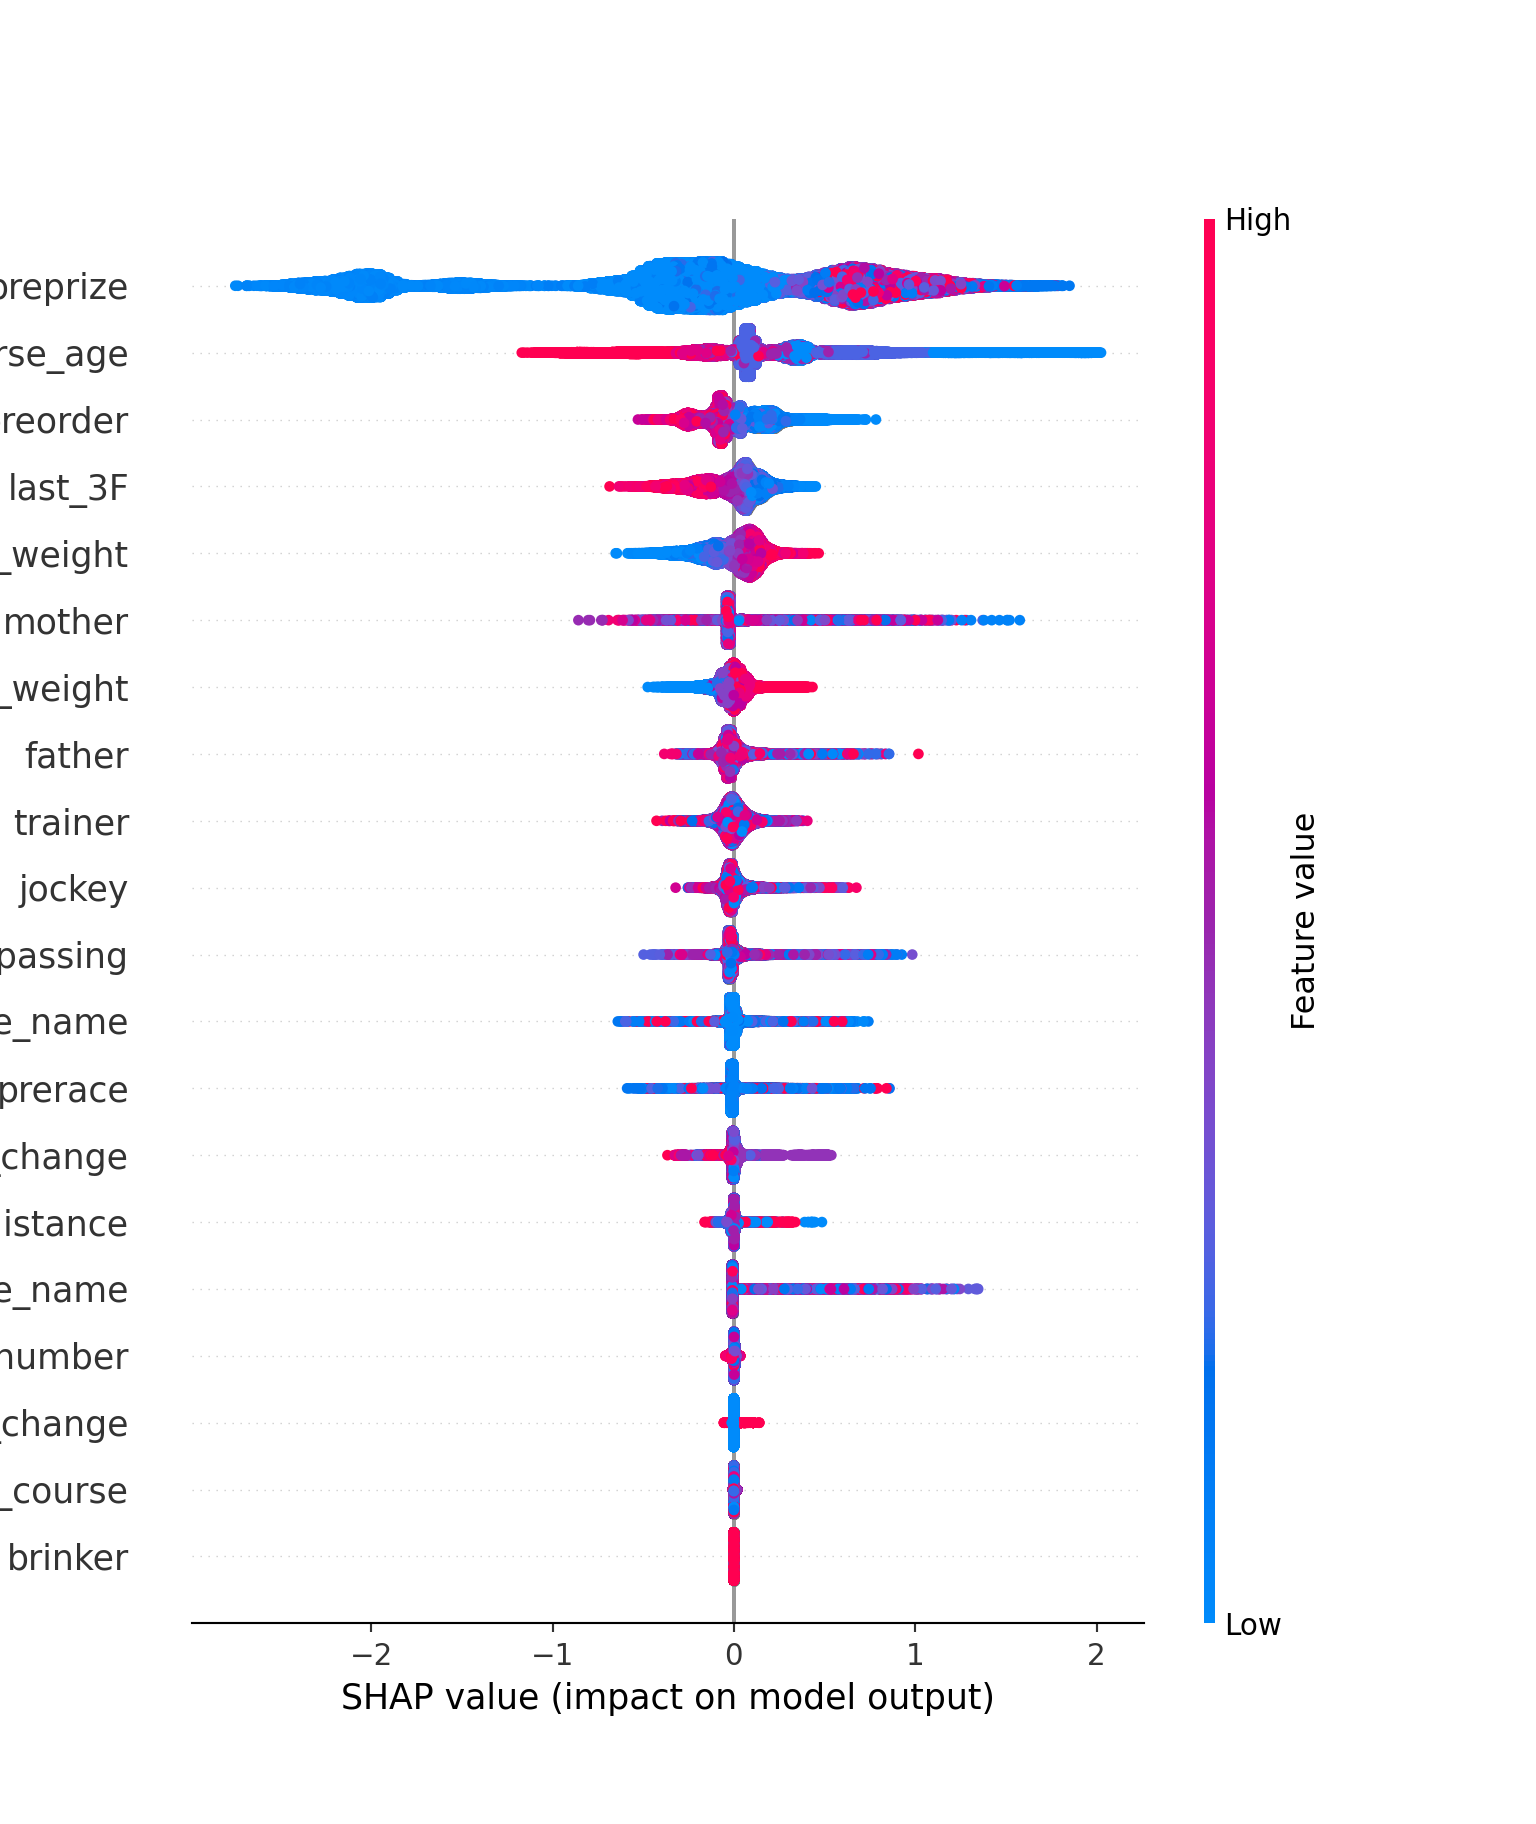 High
preprize
rse_age
reorder
last_3F
_weight
mother
_weight
father
trainer
jockey
passing
e_name
prerace
change
istance
e_name
number
_change
_course
brinker
Low
Feature value
−2
−1
0
1
2
SHAP value (impact on model output)